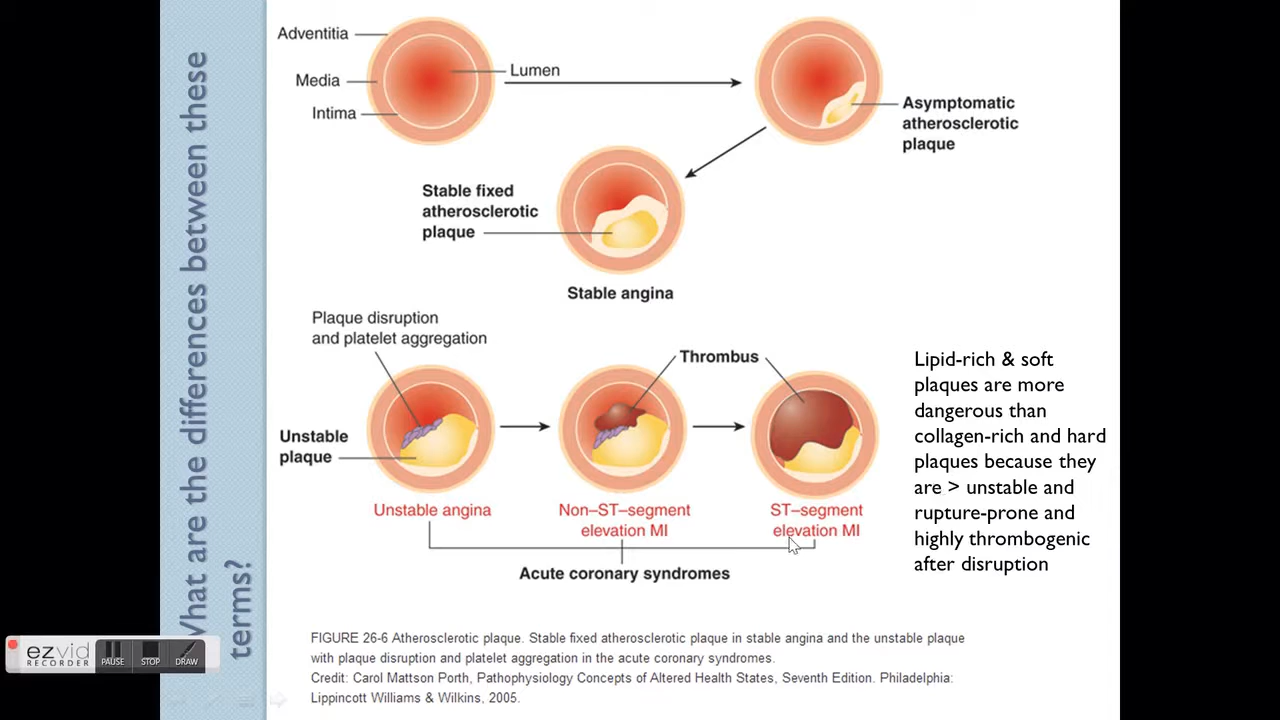 What are the differences between these
terms?
Adventitia
Media
Intima
Lumen
Asymptomatic
atherosclerotic
plaque
Stable fixed
atherosclerotic
plaque
Stable angina
Plaque disruption
and platelet aggregation
Thrombus
Unstable
plaque
Unstable angina
Non–ST–segment
elevation MI
ST–segment
elevation MI
Acute coronary syndromes
Lipid-rich & soft
plaques are more
dangerous than
collagen-rich and hard
plaques because they
are > unstable and
rupture-prone and
highly thrombogenic
after disruption
FIGURE 26-6 Atherosclerotic plaque. Stable fixed atherosclerotic plaque in stable angina and the unstable plaque
with plaque disruption and platelet aggregation in the acute coronary syndromes.
Credit: Carol Mattson Porth, Pathophysiology Concepts of Altered Health States, Seventh Edition. Philadelphia:
Lippincott Williams & Wilkins, 2005.
ezvid
RECORDER
PAUSE
STOP
DRAW